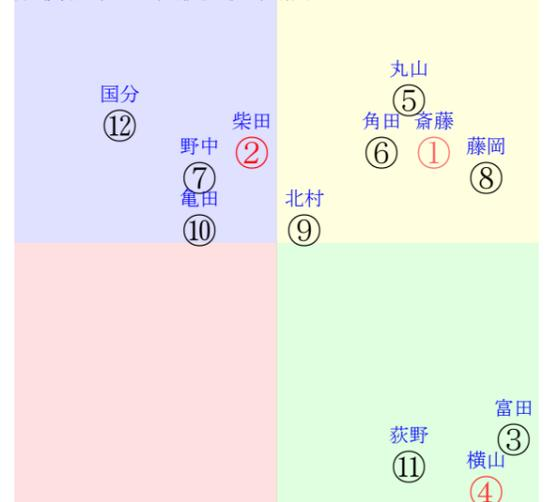 丸山
⑤
国分
⑫
柴田
②
角田
⑥
斎藤
①
野中
⑦
藤岡
⑧
亀田
⑩
北村
⑨
富田
③
荻野
⑪
横山
④